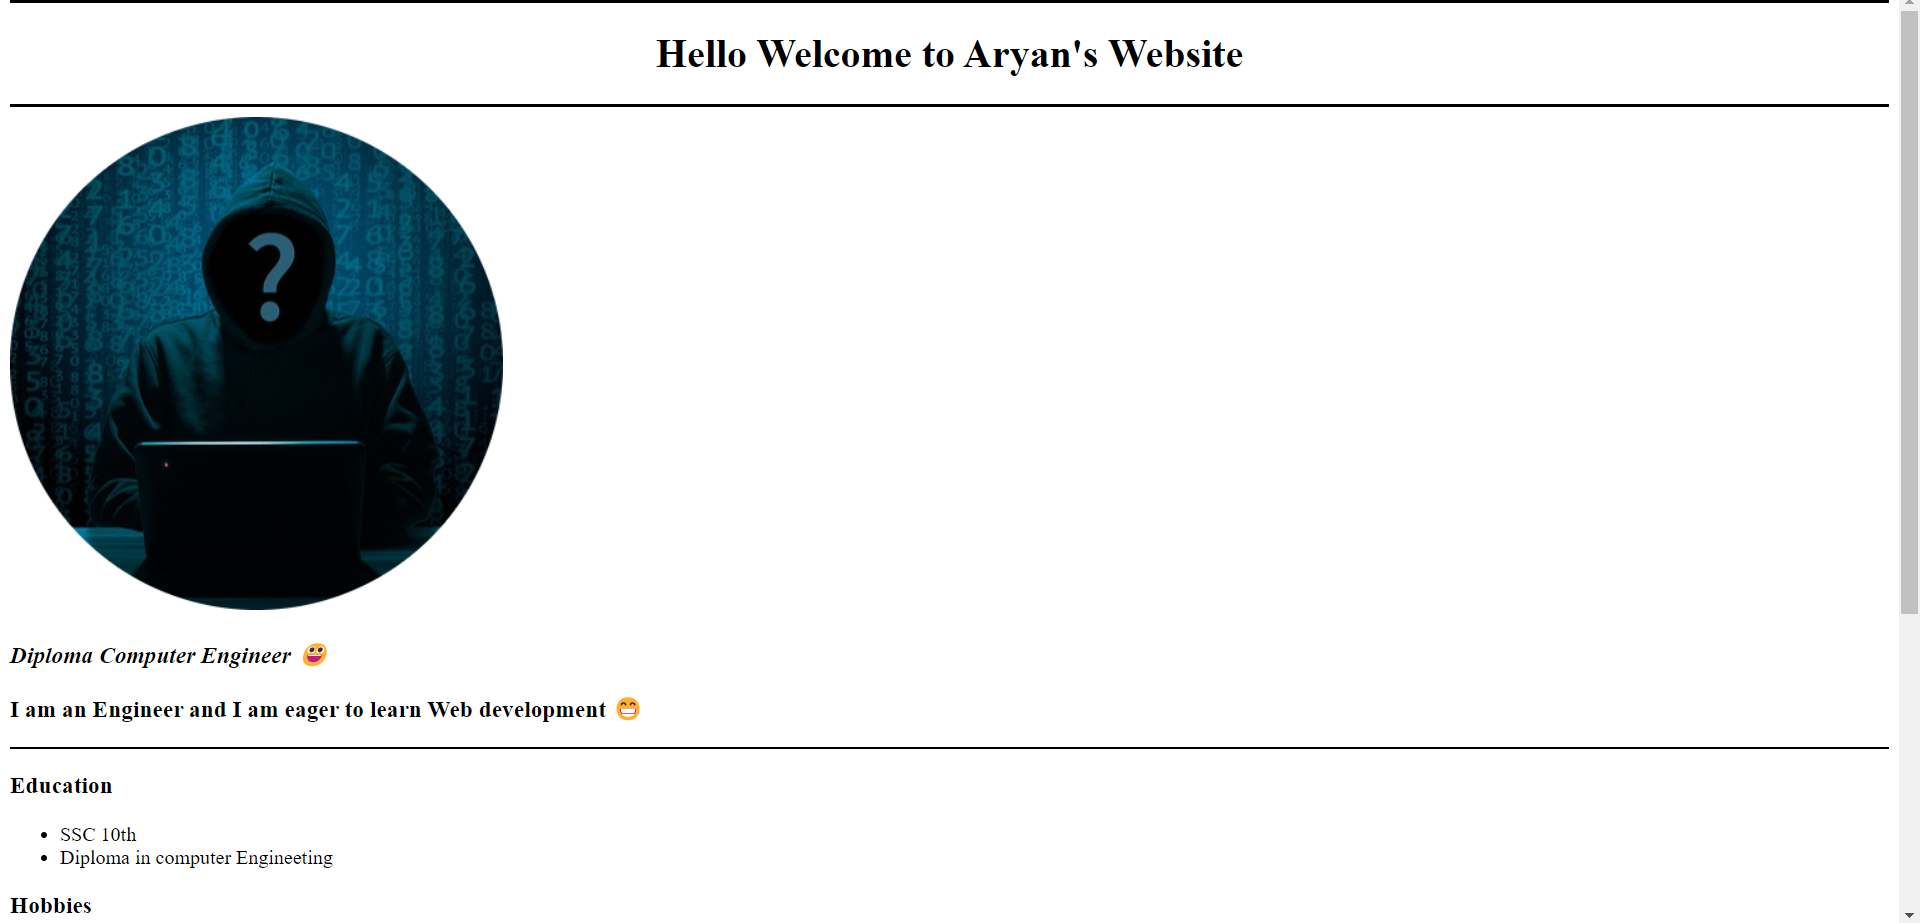 Hello Welcome to Aryan's Website
?
Diploma Computer Engineer 😀
I am an Engineer and I am eager to learn Web development 😁
Education
SSC 10th
Diploma in computer Engineeting
Hobbies